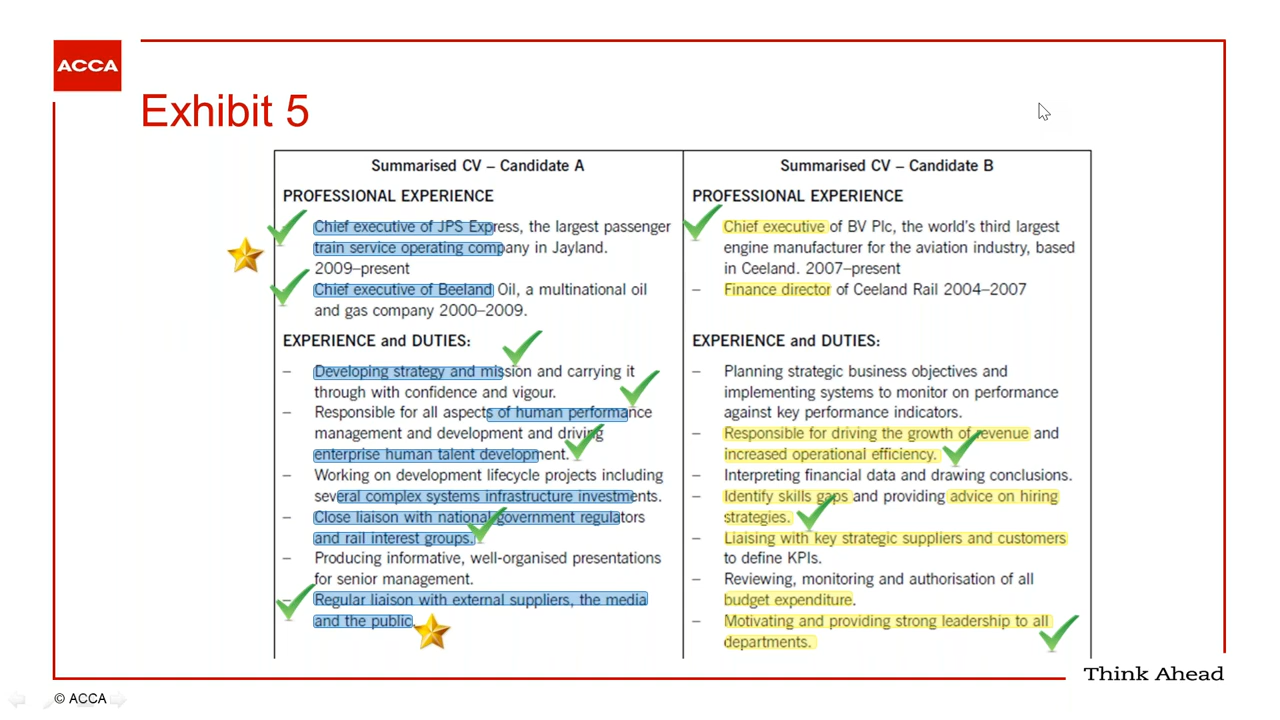 ACCA
Exhibit 5
Summarised CV – Candidate A
PROFESSIONAL EXPERIENCE
– Chief executive of JPS Express, the largest passenger
train service operating company in Jayland.
2009–present
– Chief executive of Beeland Oil, a multinational oil
and gas company 2000–2009.
EXPERIENCE and DUTIES:
– Developing strategy and mission and carrying it
through with confidence and vigour.
– Responsible for all aspects of human performance
management and development and driving
enterprise human talent development.
– Working on development lifecycle projects including
several complex systems infrastructure investments.
– Close liaison with national government regulators
and rail interest groups.
– Producing informative, well-organised presentations
for senior management.
– Regular liaison with external suppliers, the media
and the public.
Summarised CV – Candidate B
PROFESSIONAL EXPERIENCE
– Chief executive of BV Plc, the world's third largest
engine manufacturer for the aviation industry, based
in Ceeland. 2007–present
– Finance director of Ceeland Rail 2004–2007
EXPERIENCE and DUTIES:
– Planning strategic business objectives and
implementing systems to monitor on performance
against key performance indicators.
– Responsible for driving the growth of revenue and
increased operational efficiency.
– Interpreting financial data and drawing conclusions.
– Identify skills gaps and providing advice on hiring
strategies.
– Liaising with key strategic suppliers and customers
to define KPIs.
– Reviewing, monitoring and authorisation of all
budget expenditure.
– Motivating and providing strong leadership to all
departments.
Think Ahead
© ACCA